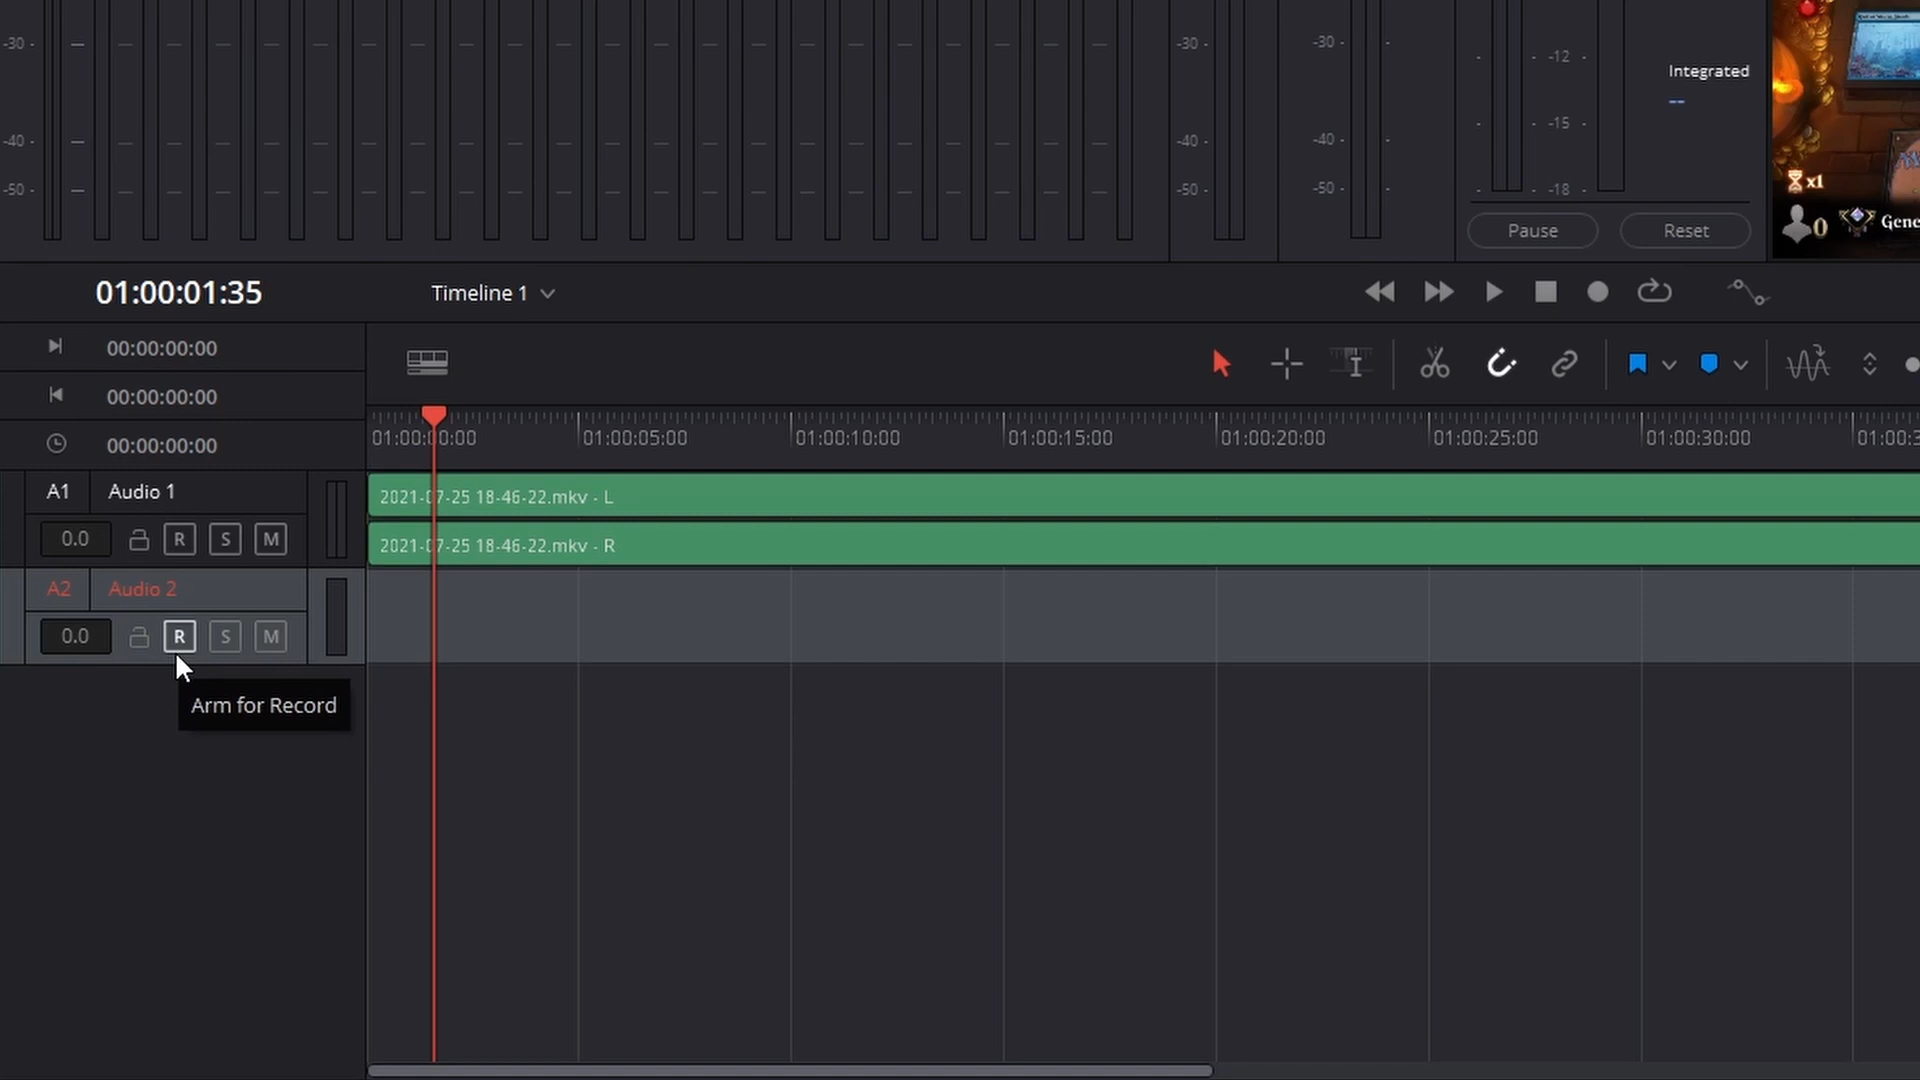 -30 - -30 - -30 - - -12 -
-40 - -40 - -40 - - -15 -
-50 - -50 - -50 - - -18 -
Integrated
--
Pause Reset
x1
0 Gene
01:00:01:35 Timeline 1
00:00:00:00
00:00:00:00
00:00:00:00
01:00:00:00 01:00:05:00 01:00:10:00 01:00:15:00 01:00:20:00 01:00:25:00 01:00:30:00 01:00:3
A1 Audio 1
0.0 R S M
2021-07-25 18-46-22.mkv - L
2021-07-25 18-46-22.mkv - R
A2 Audio 2
0.0 R S M
Arm for Record